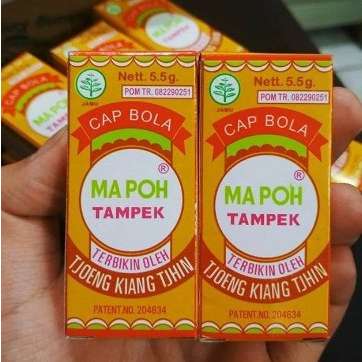 Nett. 5.5g.
POM TR. 082290251
JAMU
CAP BOLA
®
MA POH
TAMPEK
TERBIKIN OLEH
TJOENG KIANG TJHIN
PATENT.NO. 204634
Nett. 5.5g.
POM TR. 082290251
JAMU
CAP BOLA
®
MA POH
TAMPEK
TERBIKIN OLEH
TJOENG KIANG TJHIN
PATENT.NO. 204634